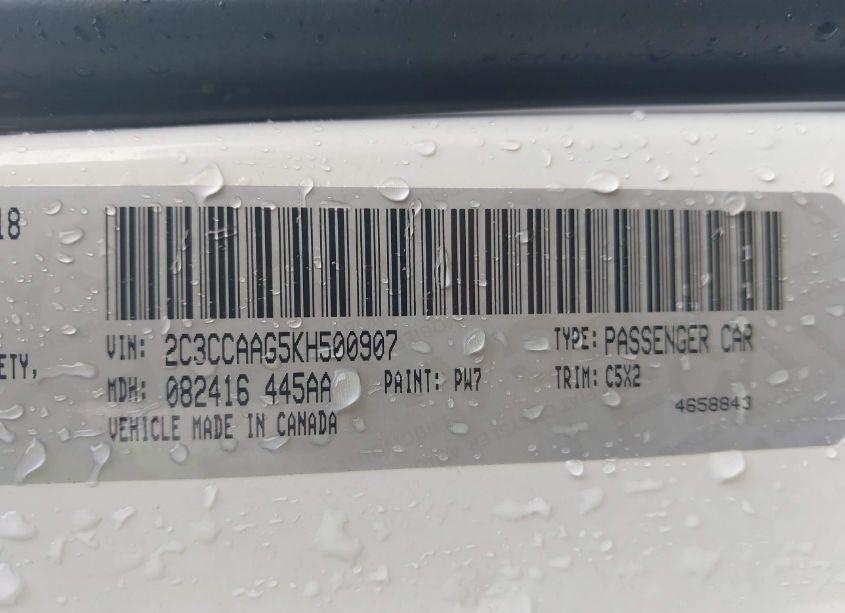 18
VIN: 2C3CCAAG5KH500907 TYPE: PASSENGER CAR
ETY,
MDH: 082416 445AA PAINT: PW7 TRIM: C5X2
VEHICLE MADE IN CANADA 4658843